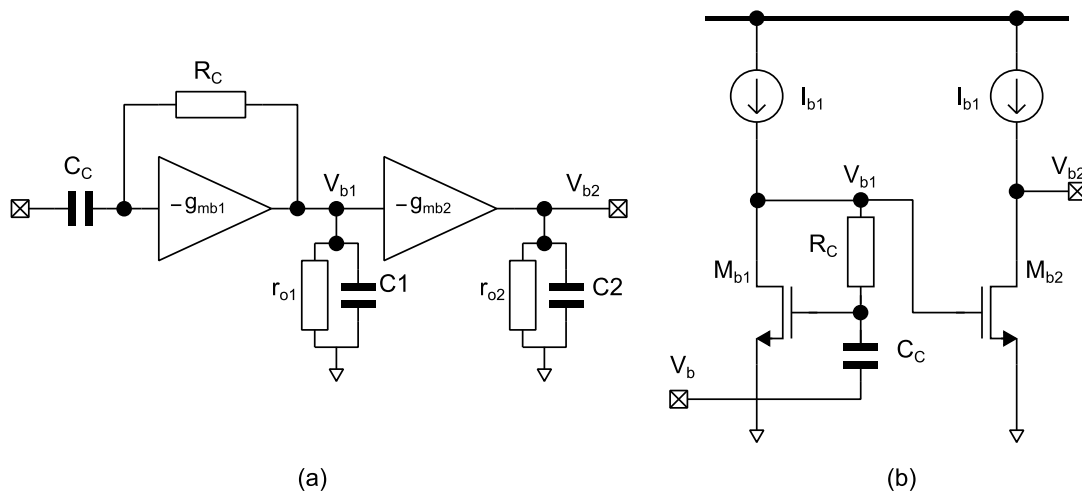 R_C
C_C
−g_mb1
V_b1
−g_mb2
V_b2
r_o1
C1
r_o2
C2
(a)
I_b1
I_b1
V_b1
V_b2
R_C
M_b1
M_b2
C_C
V_b
(b)